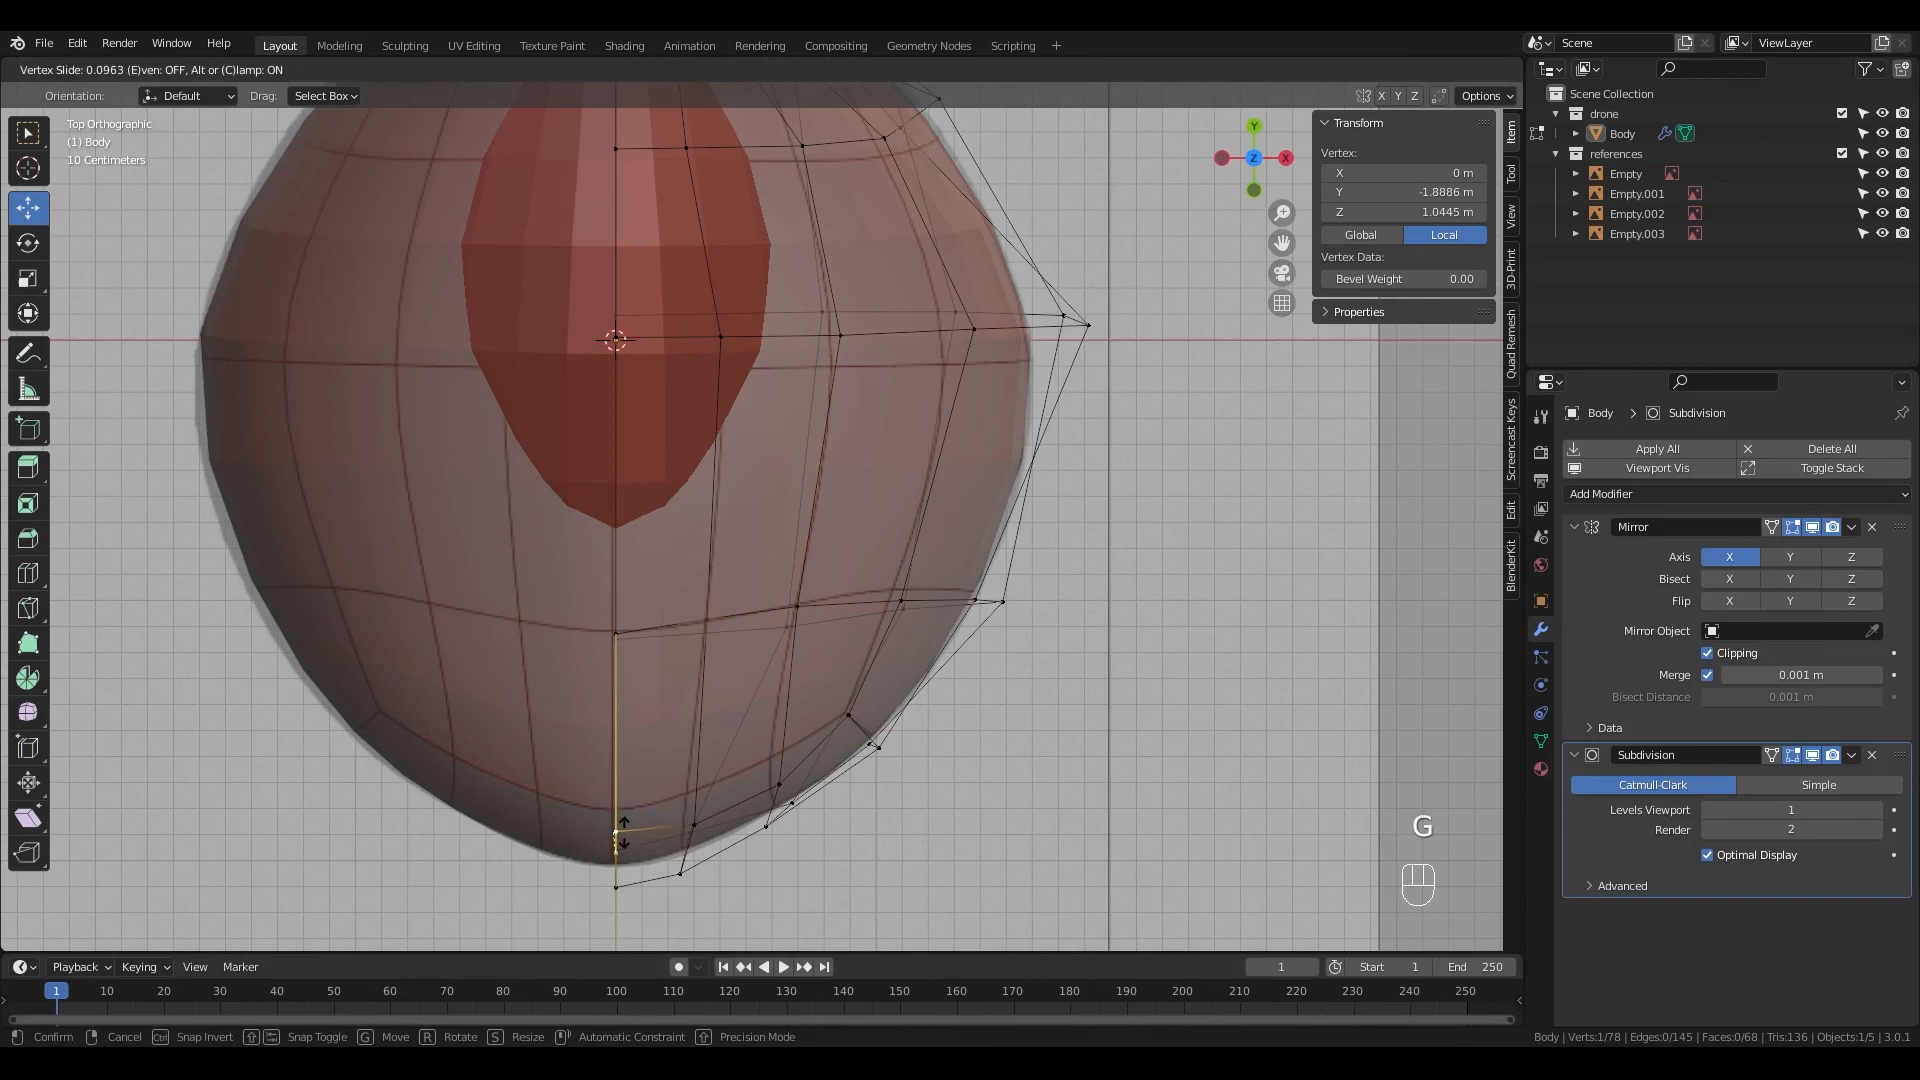 File Edit Render Window Help Layout Modeling Sculpting UV Editing Texture Paint Shading Animation Rendering Compositing Geometry Nodes Scripting + Scene ViewLayer
Vertex Slide: 0.0963 (E)ven: OFF, Alt or (C)lamp: ON
Orientation: Default Drag: Select Box X Y Z Options
Top Orthographic
(1) Body
10 Centimeters
Y
Z
X
Transform
Vertex:
X 0 m
Y -1.8886 m
Z 1.0445 m
Global Local
Vertex Data:
Bevel Weight 0.00
Properties
Item
Tool
View
3D-Print
Quad Remesh
Screencast Keys
Edit
BlenderKit
Scene Collection
drone
Body
references
Empty
Empty.001
Empty.002
Empty.003
Body > Subdivision
Apply All Delete All
Viewport Vis Toggle Stack
Add Modifier
Mirror
Axis X Y Z
Bisect X Y Z
Flip X Y Z
Mirror Object
Clipping
Merge 0.001 m
Bisect Distance 0.001 m
Data
Subdivision
Catmull-Clark Simple
Levels Viewport 1
Render 2
Optimal Display
Advanced
G
Playback Keying View Marker 1 Start 1 End 250
1 10 20 30 40 50 60 70 80 90 100 110 120 130 140 150 160 170 180 190 200 210 220 230 240 250
Confirm Cancel Ctrl Snap Invert Snap Toggle G Move R Rotate S Resize Automatic Constraint Precision Mode Body | Verts:1/78 | Edges:0/145 | Faces:0/68 | Tris:136 | Objects:1/5 | 3.0.1